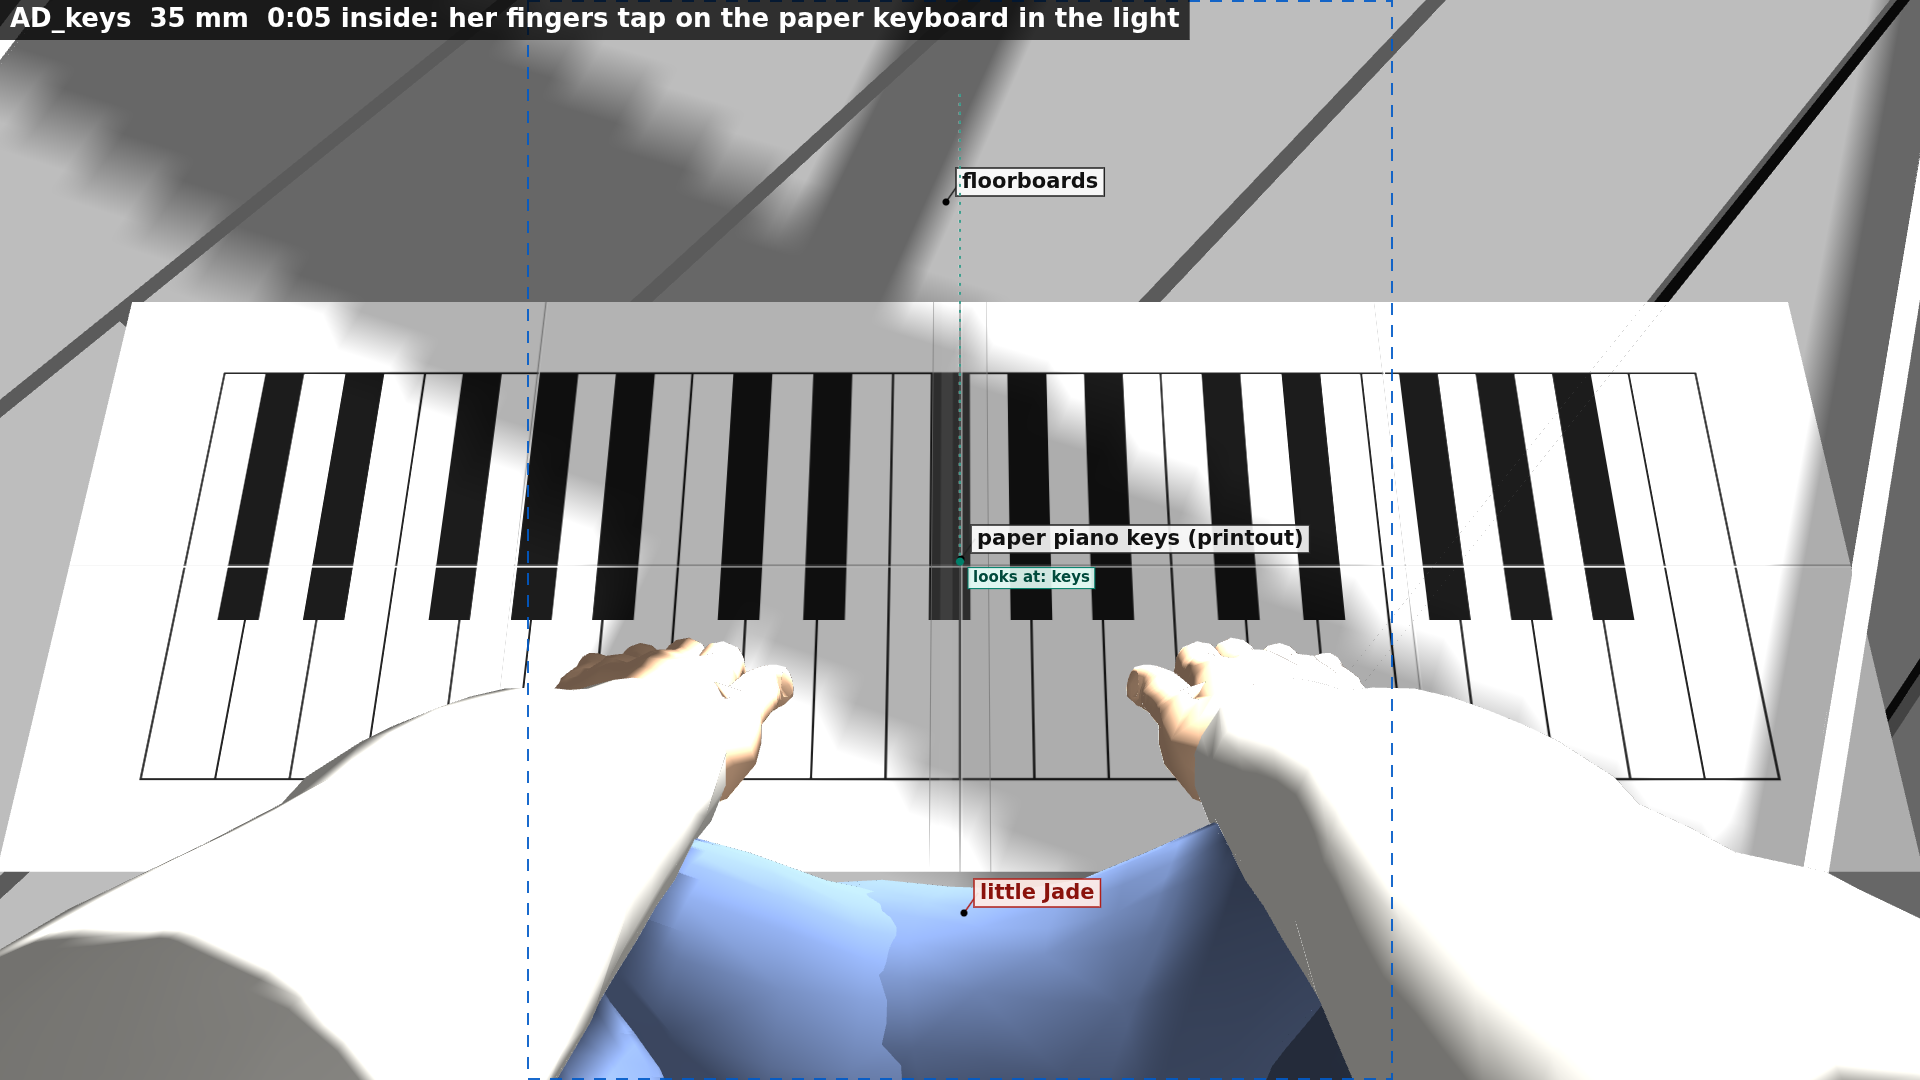 AD_keys 35 mm 0:05 inside: her fingers tap on the paper keyboard in the light
floorboards
paper piano keys (printout)
looks at: keys
little Jade